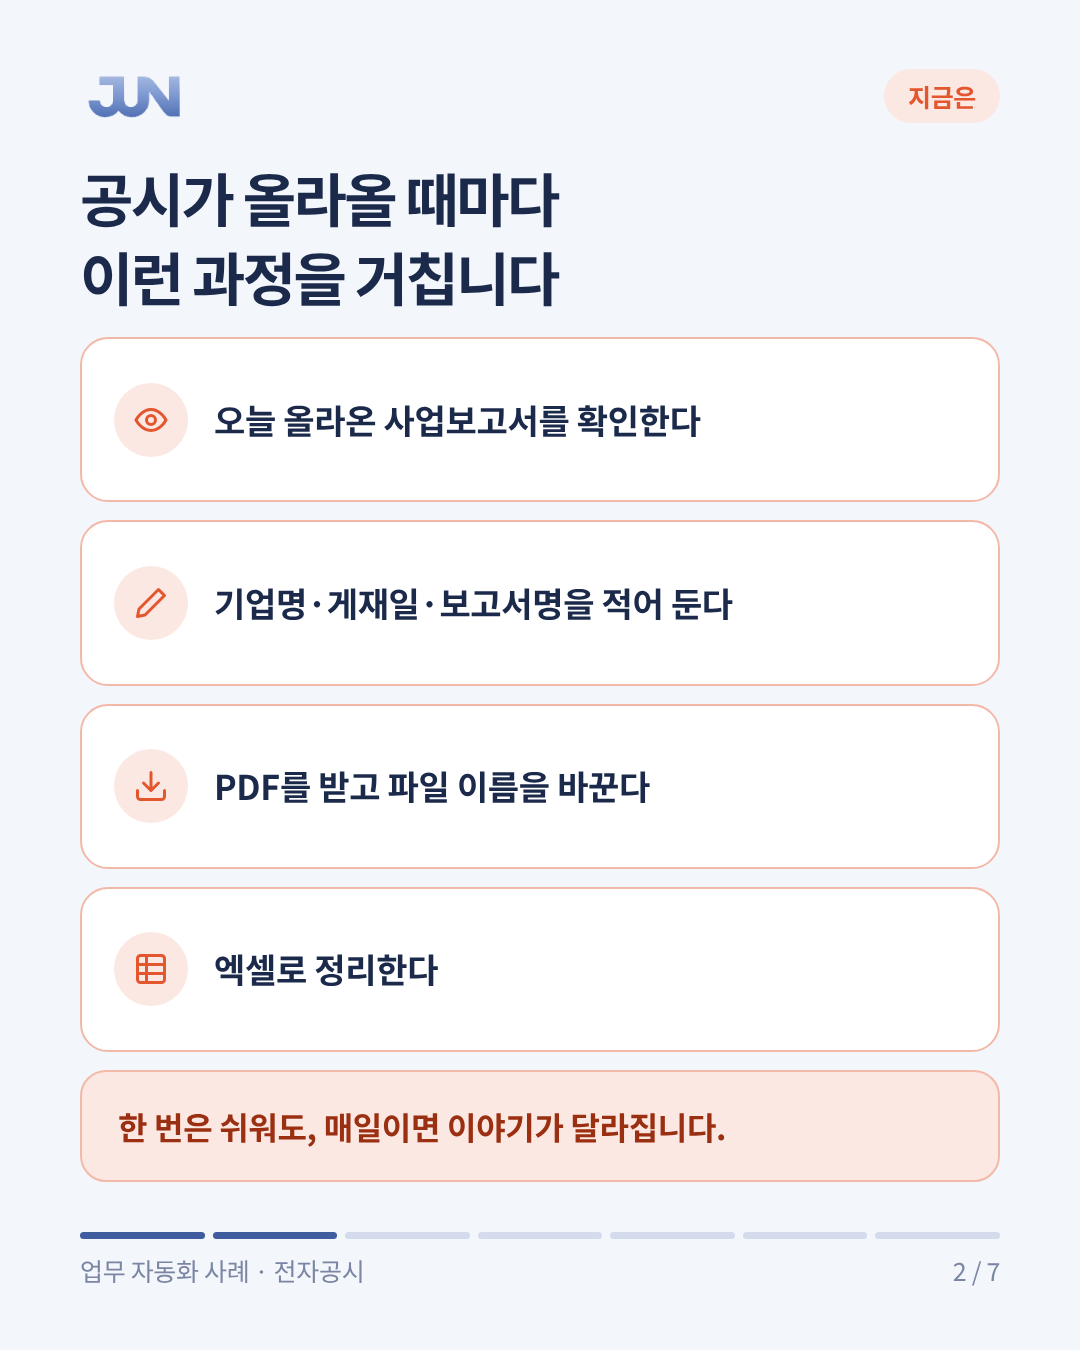 JUN
지금은
공시가 올라올 때마다
이런 과정을 거칩니다
오늘 올라온 사업보고서를 확인한다
기업명·게재일·보고서명을 적어 둔다
PDF를 받고 파일 이름을 바꾼다
엑셀로 정리한다
한 번은 쉬워도, 매일이면 이야기가 달라집니다.
업무 자동화 사례 · 전자공시
2 / 7